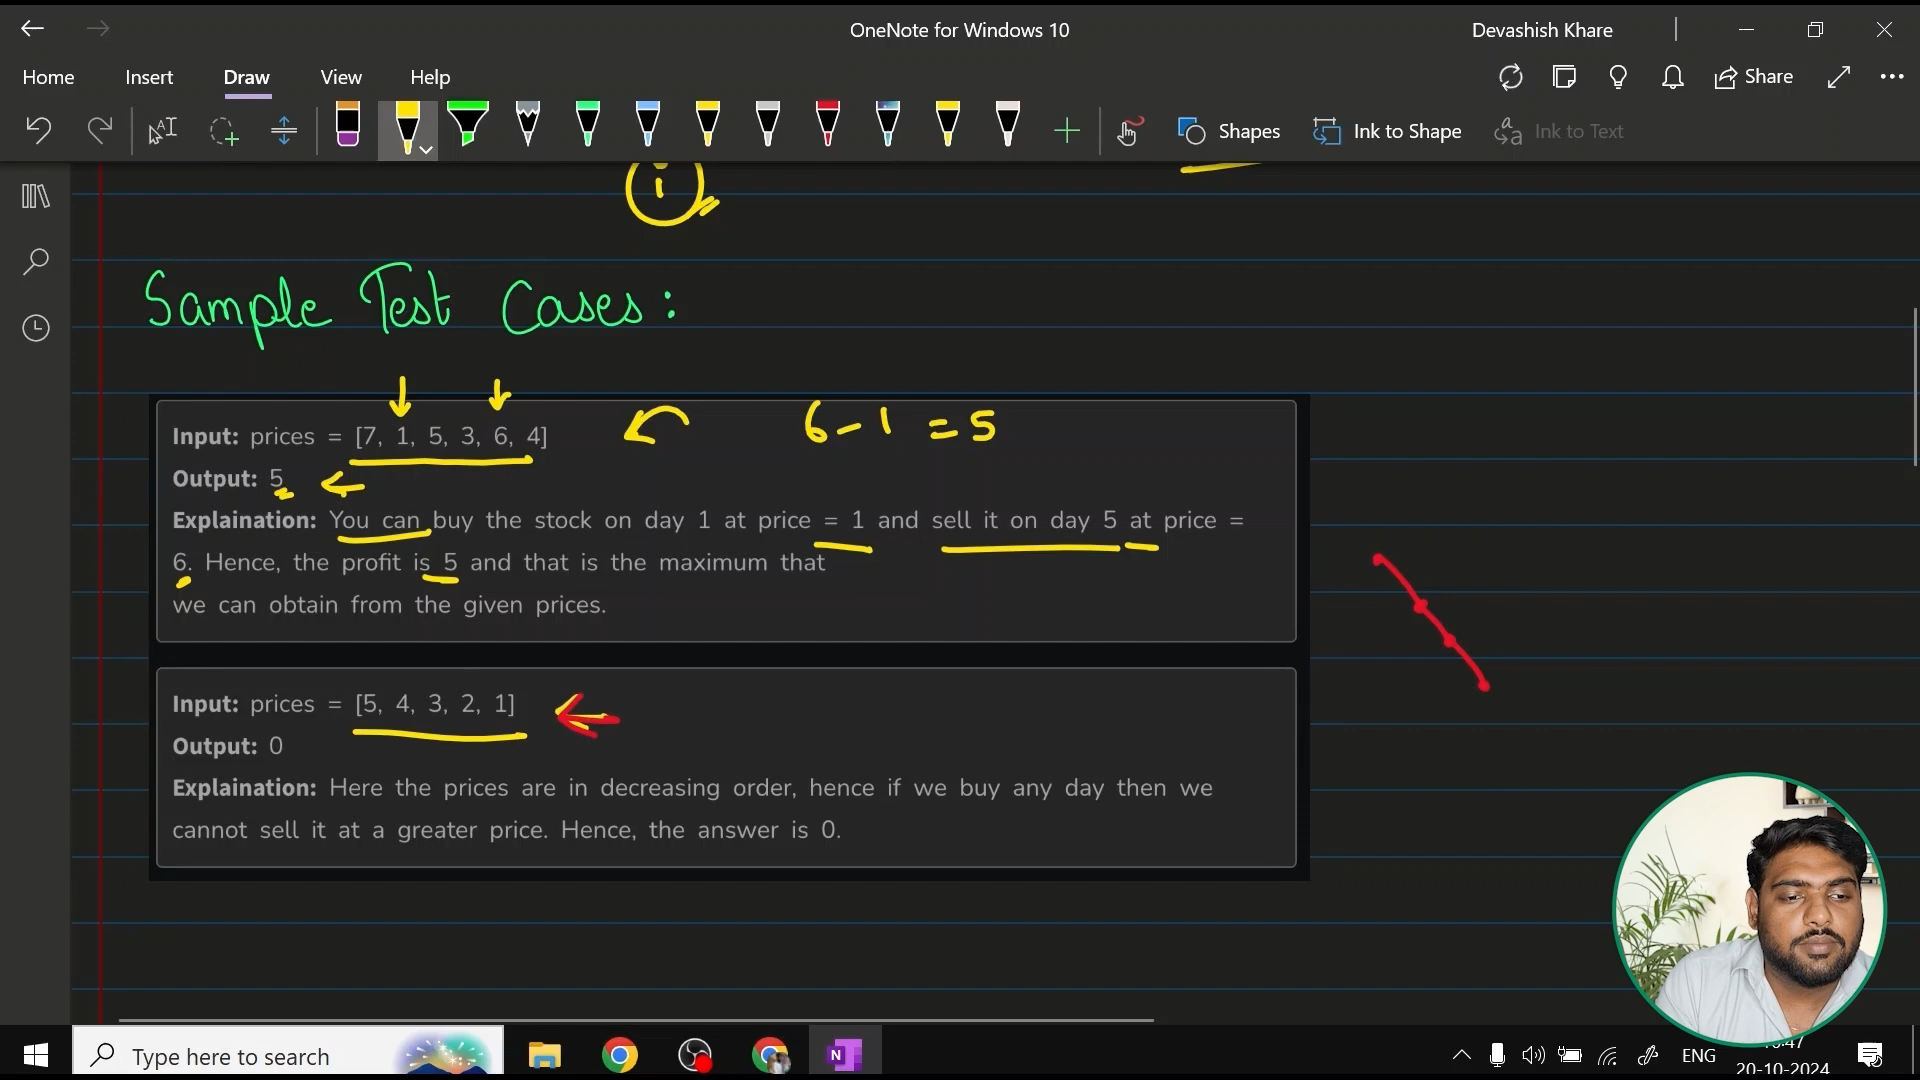 OneNote for Windows 10
Devashish Khare
Home Insert Draw View Help
Share
Shapes
Ink to Shape
Ink to Text
i
Sample Test Cases:
Input: prices = [7, 1, 5, 3, 6, 4]
6 - 1 = 5
Output: 5
Explaination: You can buy the stock on day 1 at price = 1 and sell it on day 5 at price =
6. Hence, the profit is 5 and that is the maximum that
we can obtain from the given prices.
Input: prices = [5, 4, 3, 2, 1]
Output: 0
Explaination: Here the prices are in decreasing order, hence if we buy any day then we
cannot sell it at a greater price. Hence, the answer is 0.
Type here to search
N
ENG
20-10-2024